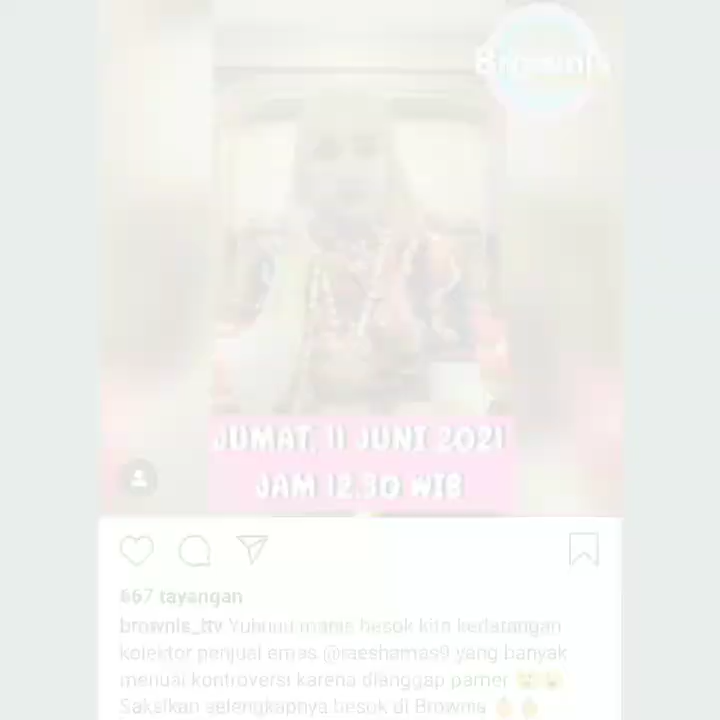 Brownis
JUMAT, 11 JUNI 2021
JAM 12.30 WIB
667 tayangan
brownis_ttv Yuhuuu manis besok kita kedatangan
kolektor penjual emas @raeshamas9 yang banyak
menuai kontroversi karena dianggap pamer
Saksikan selengkapnya besok di Brownis